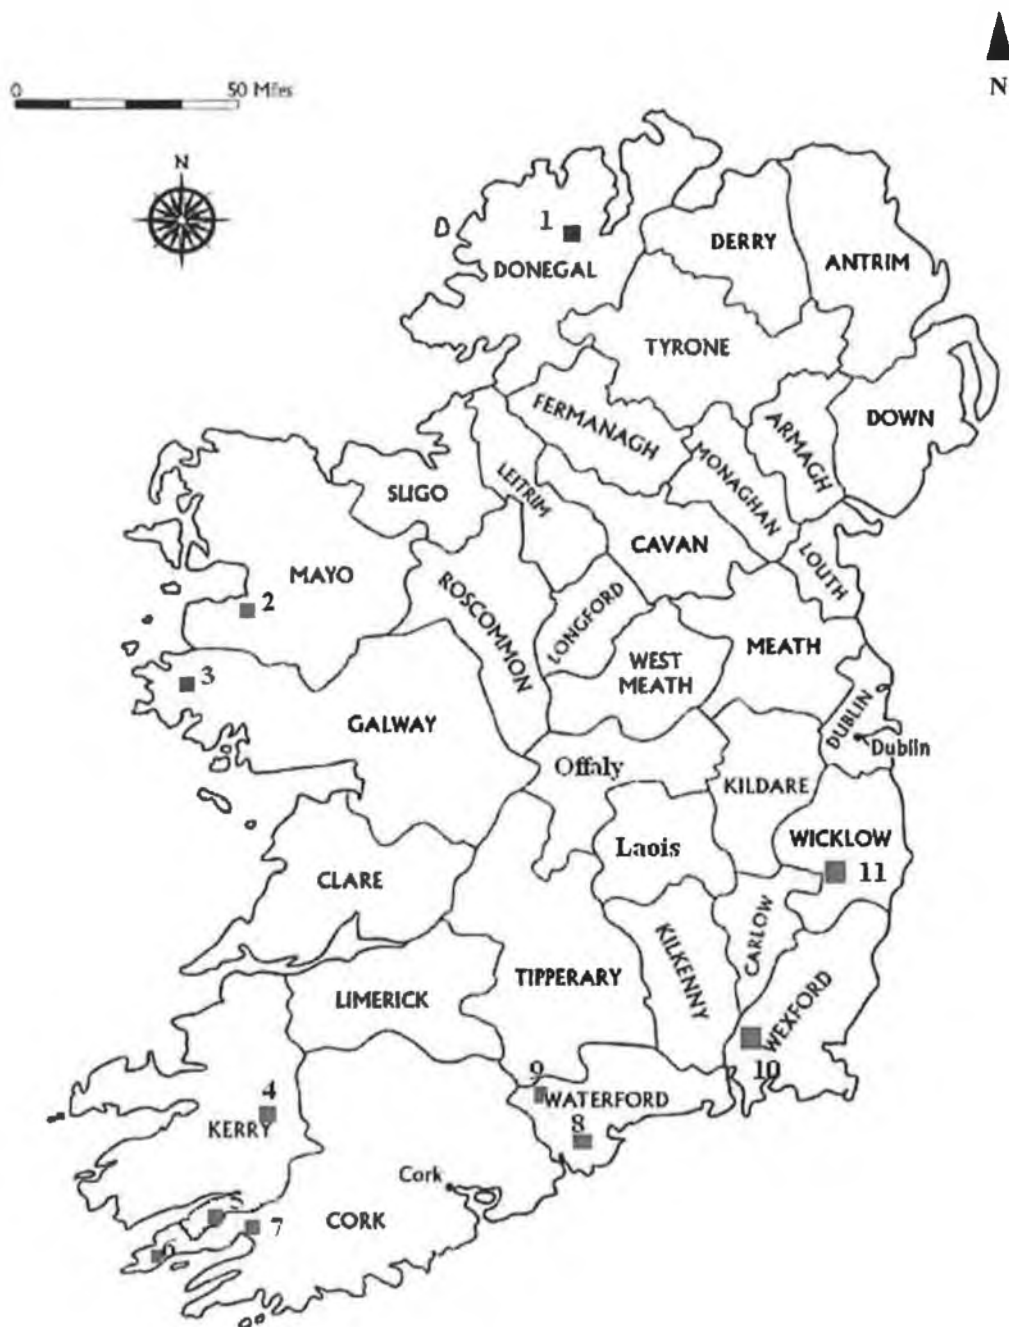 0 50 Miles
N
N
1
DONEGAL
DERRY
ANTRIM
TYRONE
FERMANAGH
ARMAGH
DOWN
MONAGHAN
SLIGO
LEITRIM
CAVAN
LOUTH
MAYO
2
ROSCOMMON
LONGFORD
3
WEST
MEATH
MEATH
GALWAY
DUBLIN
Dublin
Offaly
KILDARE
Laois
WICKLOW
11
CLARE
CARLOW
KILKENNY
TIPPERARY
LIMERICK
WEXFORD
10
9
WATERFORD
8
4
KERRY
Cork
CORK
7
6